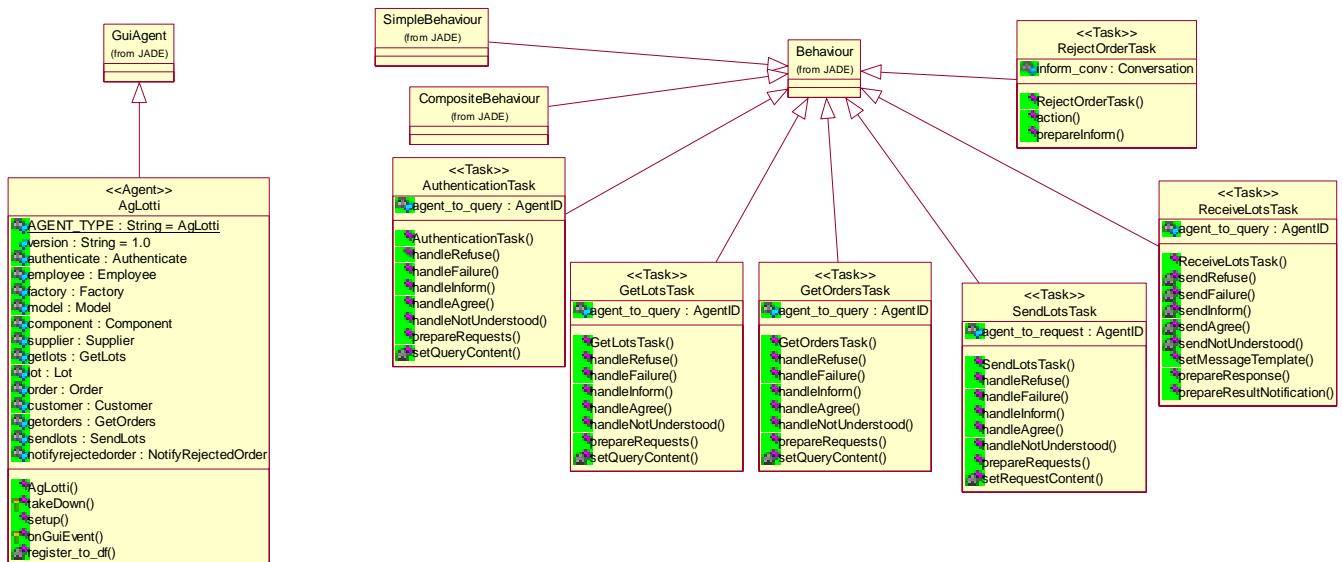 GuiAgent
(from JADE)
<<Agent>>
AgLotti
AGENT_TYPE : String = AgLotti
version : String = 1.0
authenticate : Authenticate
employee : Employee
factory : Factory
model : Model
component : Component
supplier : Supplier
getlots : GetLots
lot : Lot
order : Order
customer : Customer
getorders : GetOrders
sendlots : SendLots
notifyrejectedorder : NotifyRejectedOrder
AgLotti()
takeDown()
setup()
onGuiEvent()
register_to_df()
SimpleBehaviour
(from JADE)
CompositeBehaviour
(from JADE)
Behaviour
(from JADE)
<<Task>>
RejectOrderTask
inform_conv : Conversation
RejectOrderTask()
action()
prepareInform()
<<Task>>
AuthenticationTask
agent_to_query : AgentID
AuthenticationTask()
handleRefuse()
handleFailure()
handleInform()
handleAgree()
handleNotUnderstood()
prepareRequests()
setQueryContent()
<<Task>>
GetLotsTask
agent_to_query : AgentID
GetLotsTask()
handleRefuse()
handleFailure()
handleInform()
handleAgree()
handleNotUnderstood()
prepareRequests()
setQueryContent()
<<Task>>
GetOrdersTask
agent_to_query : AgentID
GetOrdersTask()
handleRefuse()
handleFailure()
handleInform()
handleAgree()
handleNotUnderstood()
prepareRequests()
setQueryContent()
<<Task>>
SendLotsTask
agent_to_request : AgentID
SendLotsTask()
handleRefuse()
handleFailure()
handleInform()
handleAgree()
handleNotUnderstood()
prepareRequests()
setRequestContent()
<<Task>>
ReceiveLotsTask
agent_to_query : AgentID
ReceiveLotsTask()
sendRefuse()
sendFailure()
sendInform()
sendAgree()
sendNotUnderstood()
setMessageTemplate()
prepareResponse()
prepareResultNotification()